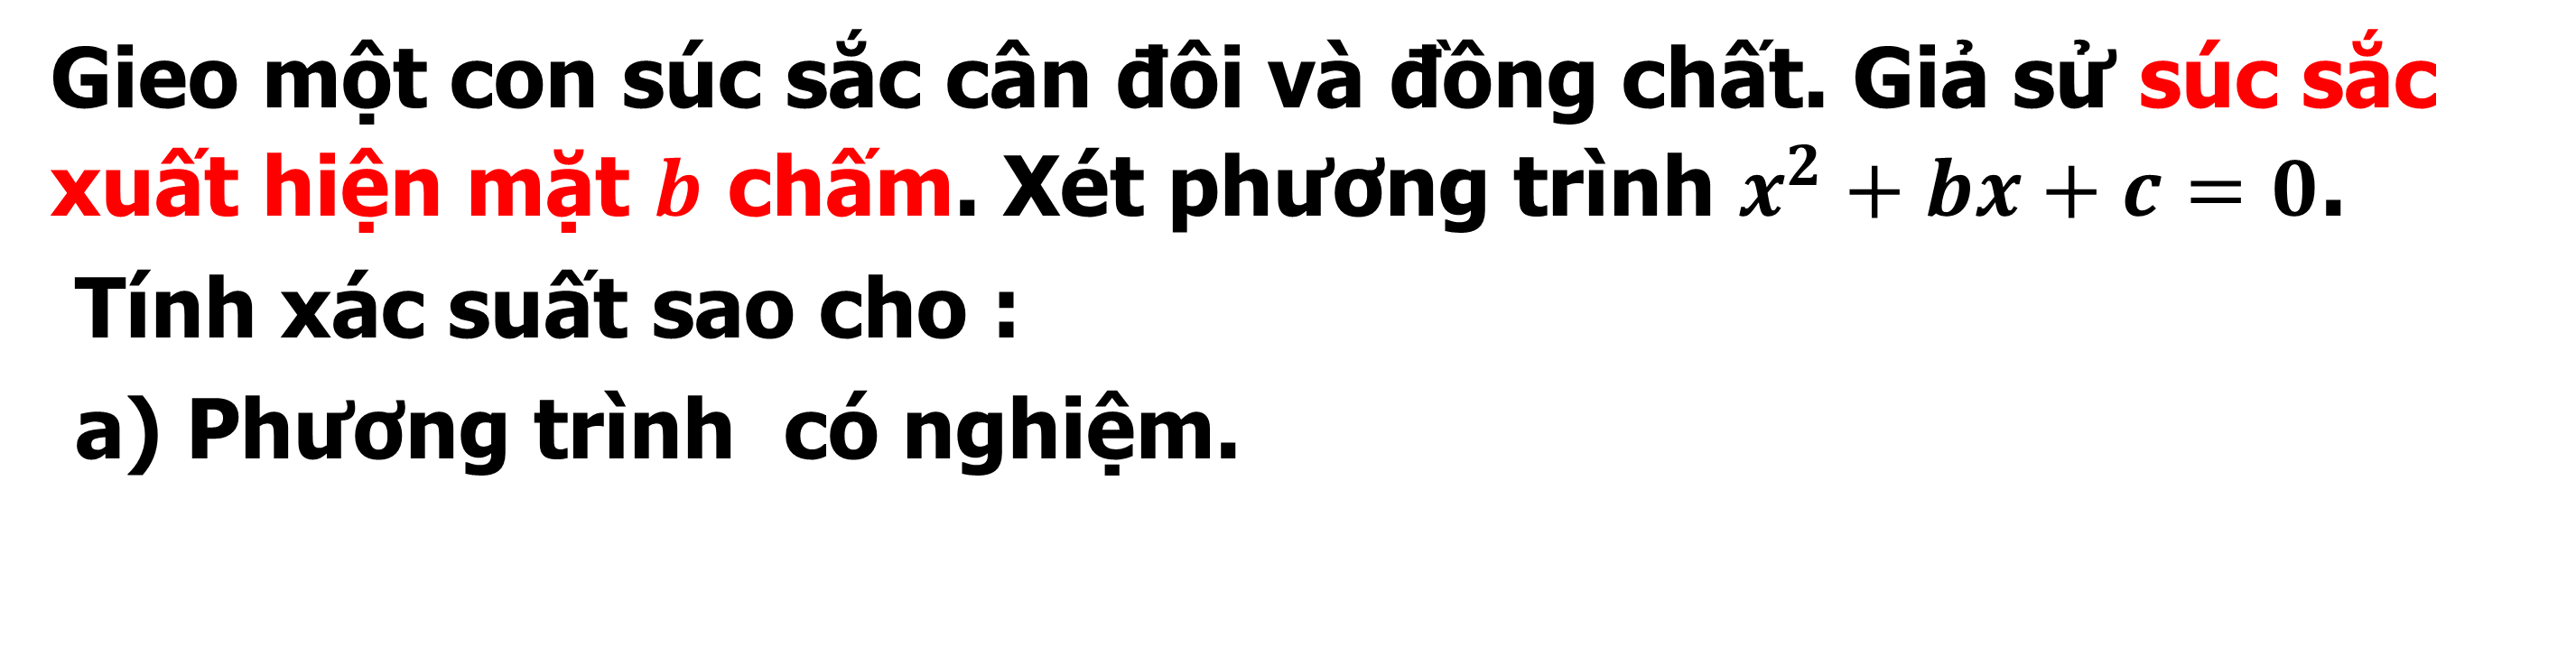 Gieo một con súc sắc cân đôi và đồng chất. Giả sử súc sắc
xuất hiện mặt b chấm. Xét phương trình x² + bx + c = 0.
Tính xác suất sao cho :
a) Phương trình  có nghiệm.